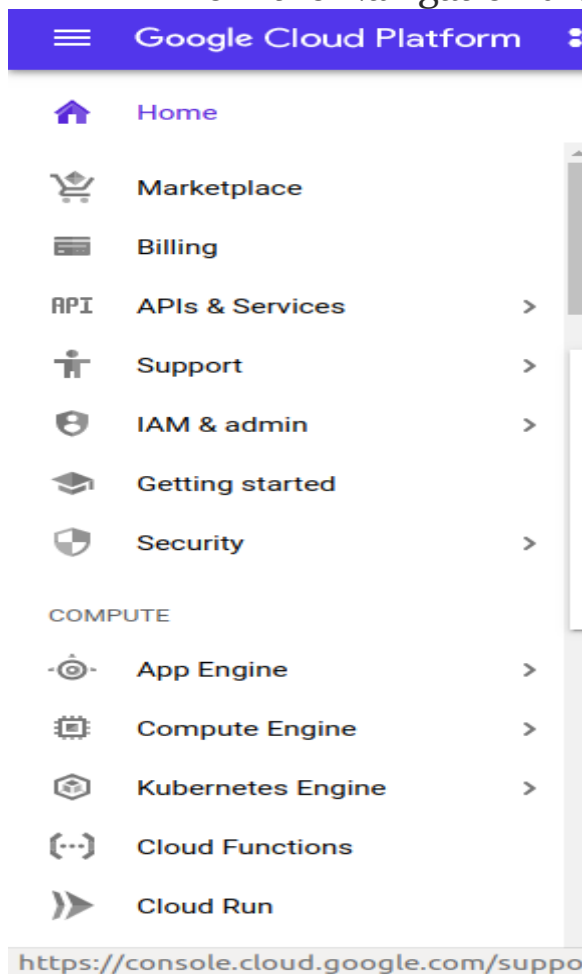 Google Cloud Platform
Home
Marketplace
Billing
API APIs & Services
Support
IAM & admin
Getting started
Security
COMPUTE
App Engine
Compute Engine
Kubernetes Engine
Cloud Functions
Cloud Run
https://console.cloud.google.com/suppo